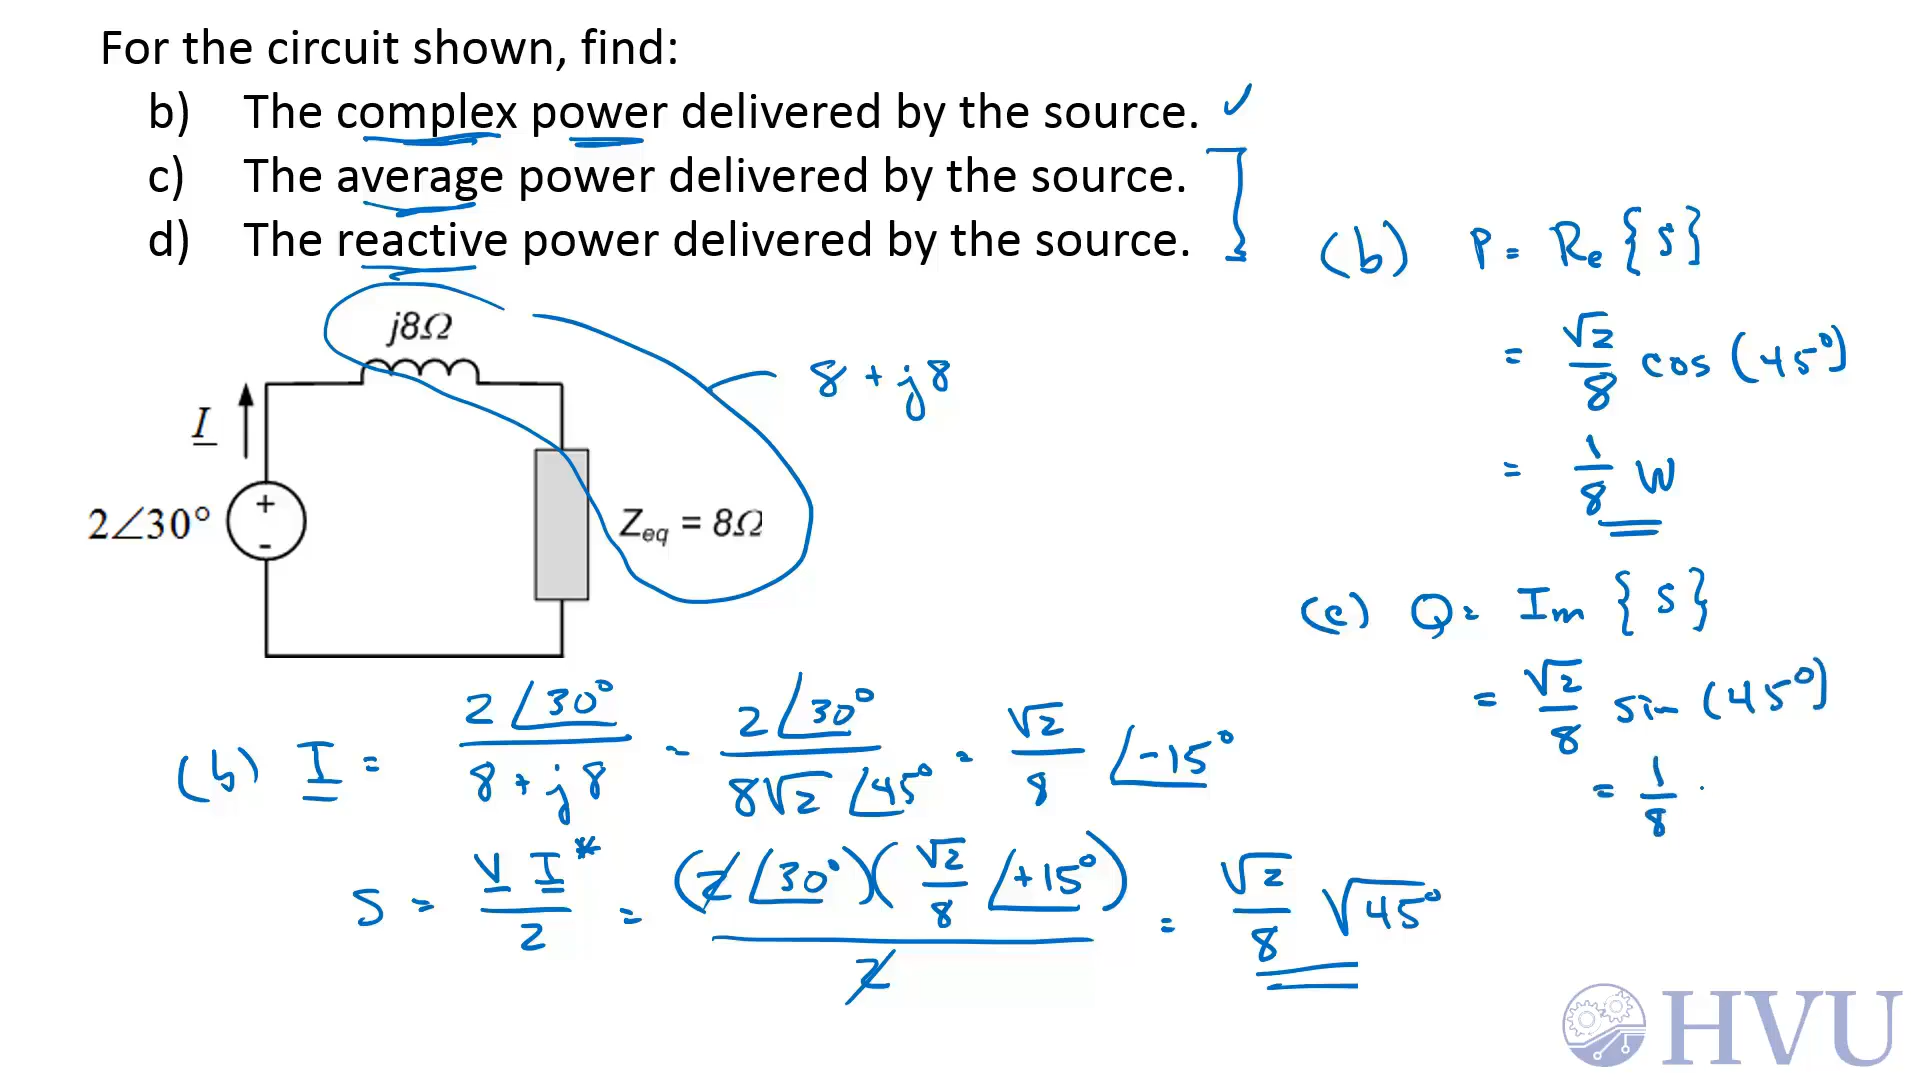 For the circuit shown, find:
b) The complex power delivered by the source. ✓
c) The average power delivered by the source.
d) The reactive power delivered by the source.
j8Ω
8 + j8
I
2∠30°
+
-
Zeq = 8Ω
(b) I = 2∠30° / 8 + j8 = 2∠30° / 8√2 ∠45° = √2/8 ∠-15°
S = V I* / 2 = (2∠30°)(√2/8 ∠+15°) / 2 = √2/8 √45°
(b) P = Re {S}
= √2/8 cos (45°)
= 1/8 W
(c) Q = Im {S}
= √2/8 sin (45°)
= 1/8
HVU